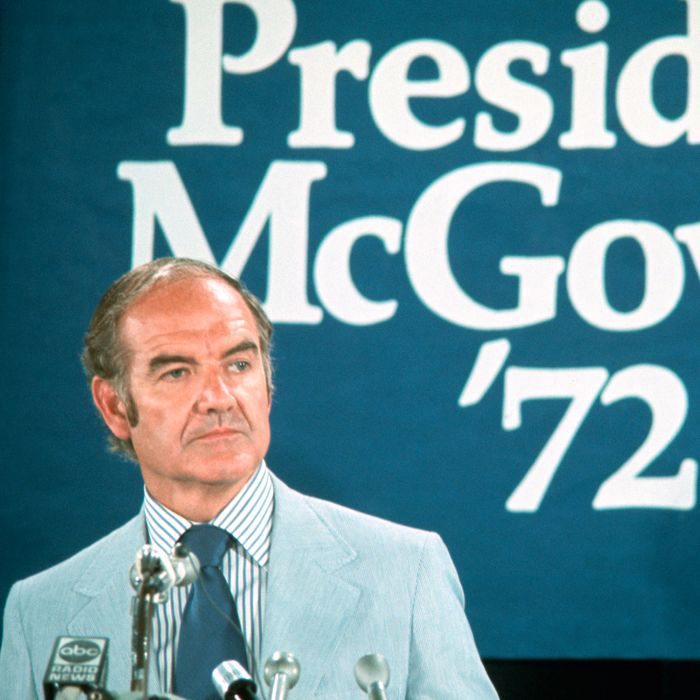 Presid
McGov
'72
abc
RADIO
NEWS